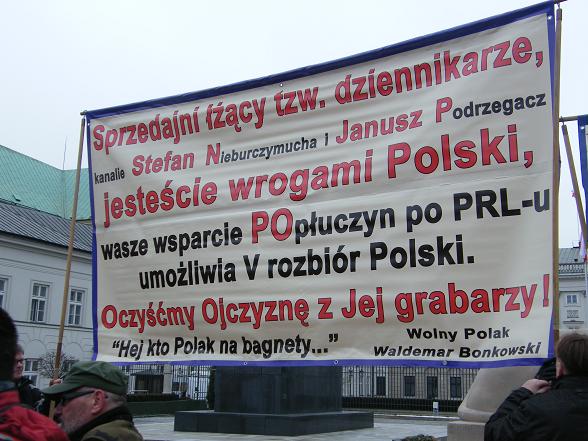 Sprzedajni łżący tzw. dziennikarze,
kanalie Stefan Nieburczymucha i Janusz Podrzegacz
jesteście wrogami Polski,
wasze wsparcie POpłuczyn po PRL-u
umożliwia V rozbiór Polski.
Oczyśćmy Ojczyznę z Jej grabarzy!
"Hej kto Polak na bagnety..."
Wolny Polak
Waldemar Bonkowski